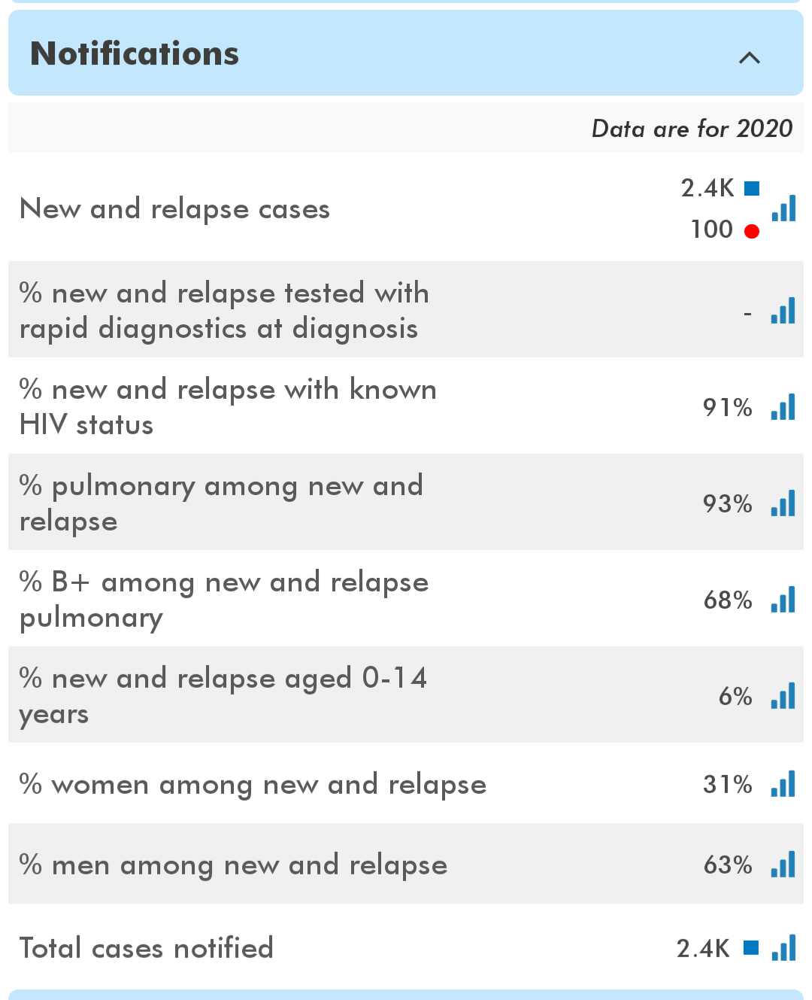 Notifications
Data are for 2020
New and relapse cases
2.4K
100
% new and relapse tested with
rapid diagnostics at diagnosis
-
% new and relapse with known
HIV status
91%
% pulmonary among new and
relapse
93%
% B+ among new and relapse
pulmonary
68%
% new and relapse aged 0-14
years
6%
% women among new and relapse
31%
% men among new and relapse
63%
Total cases notified
2.4K